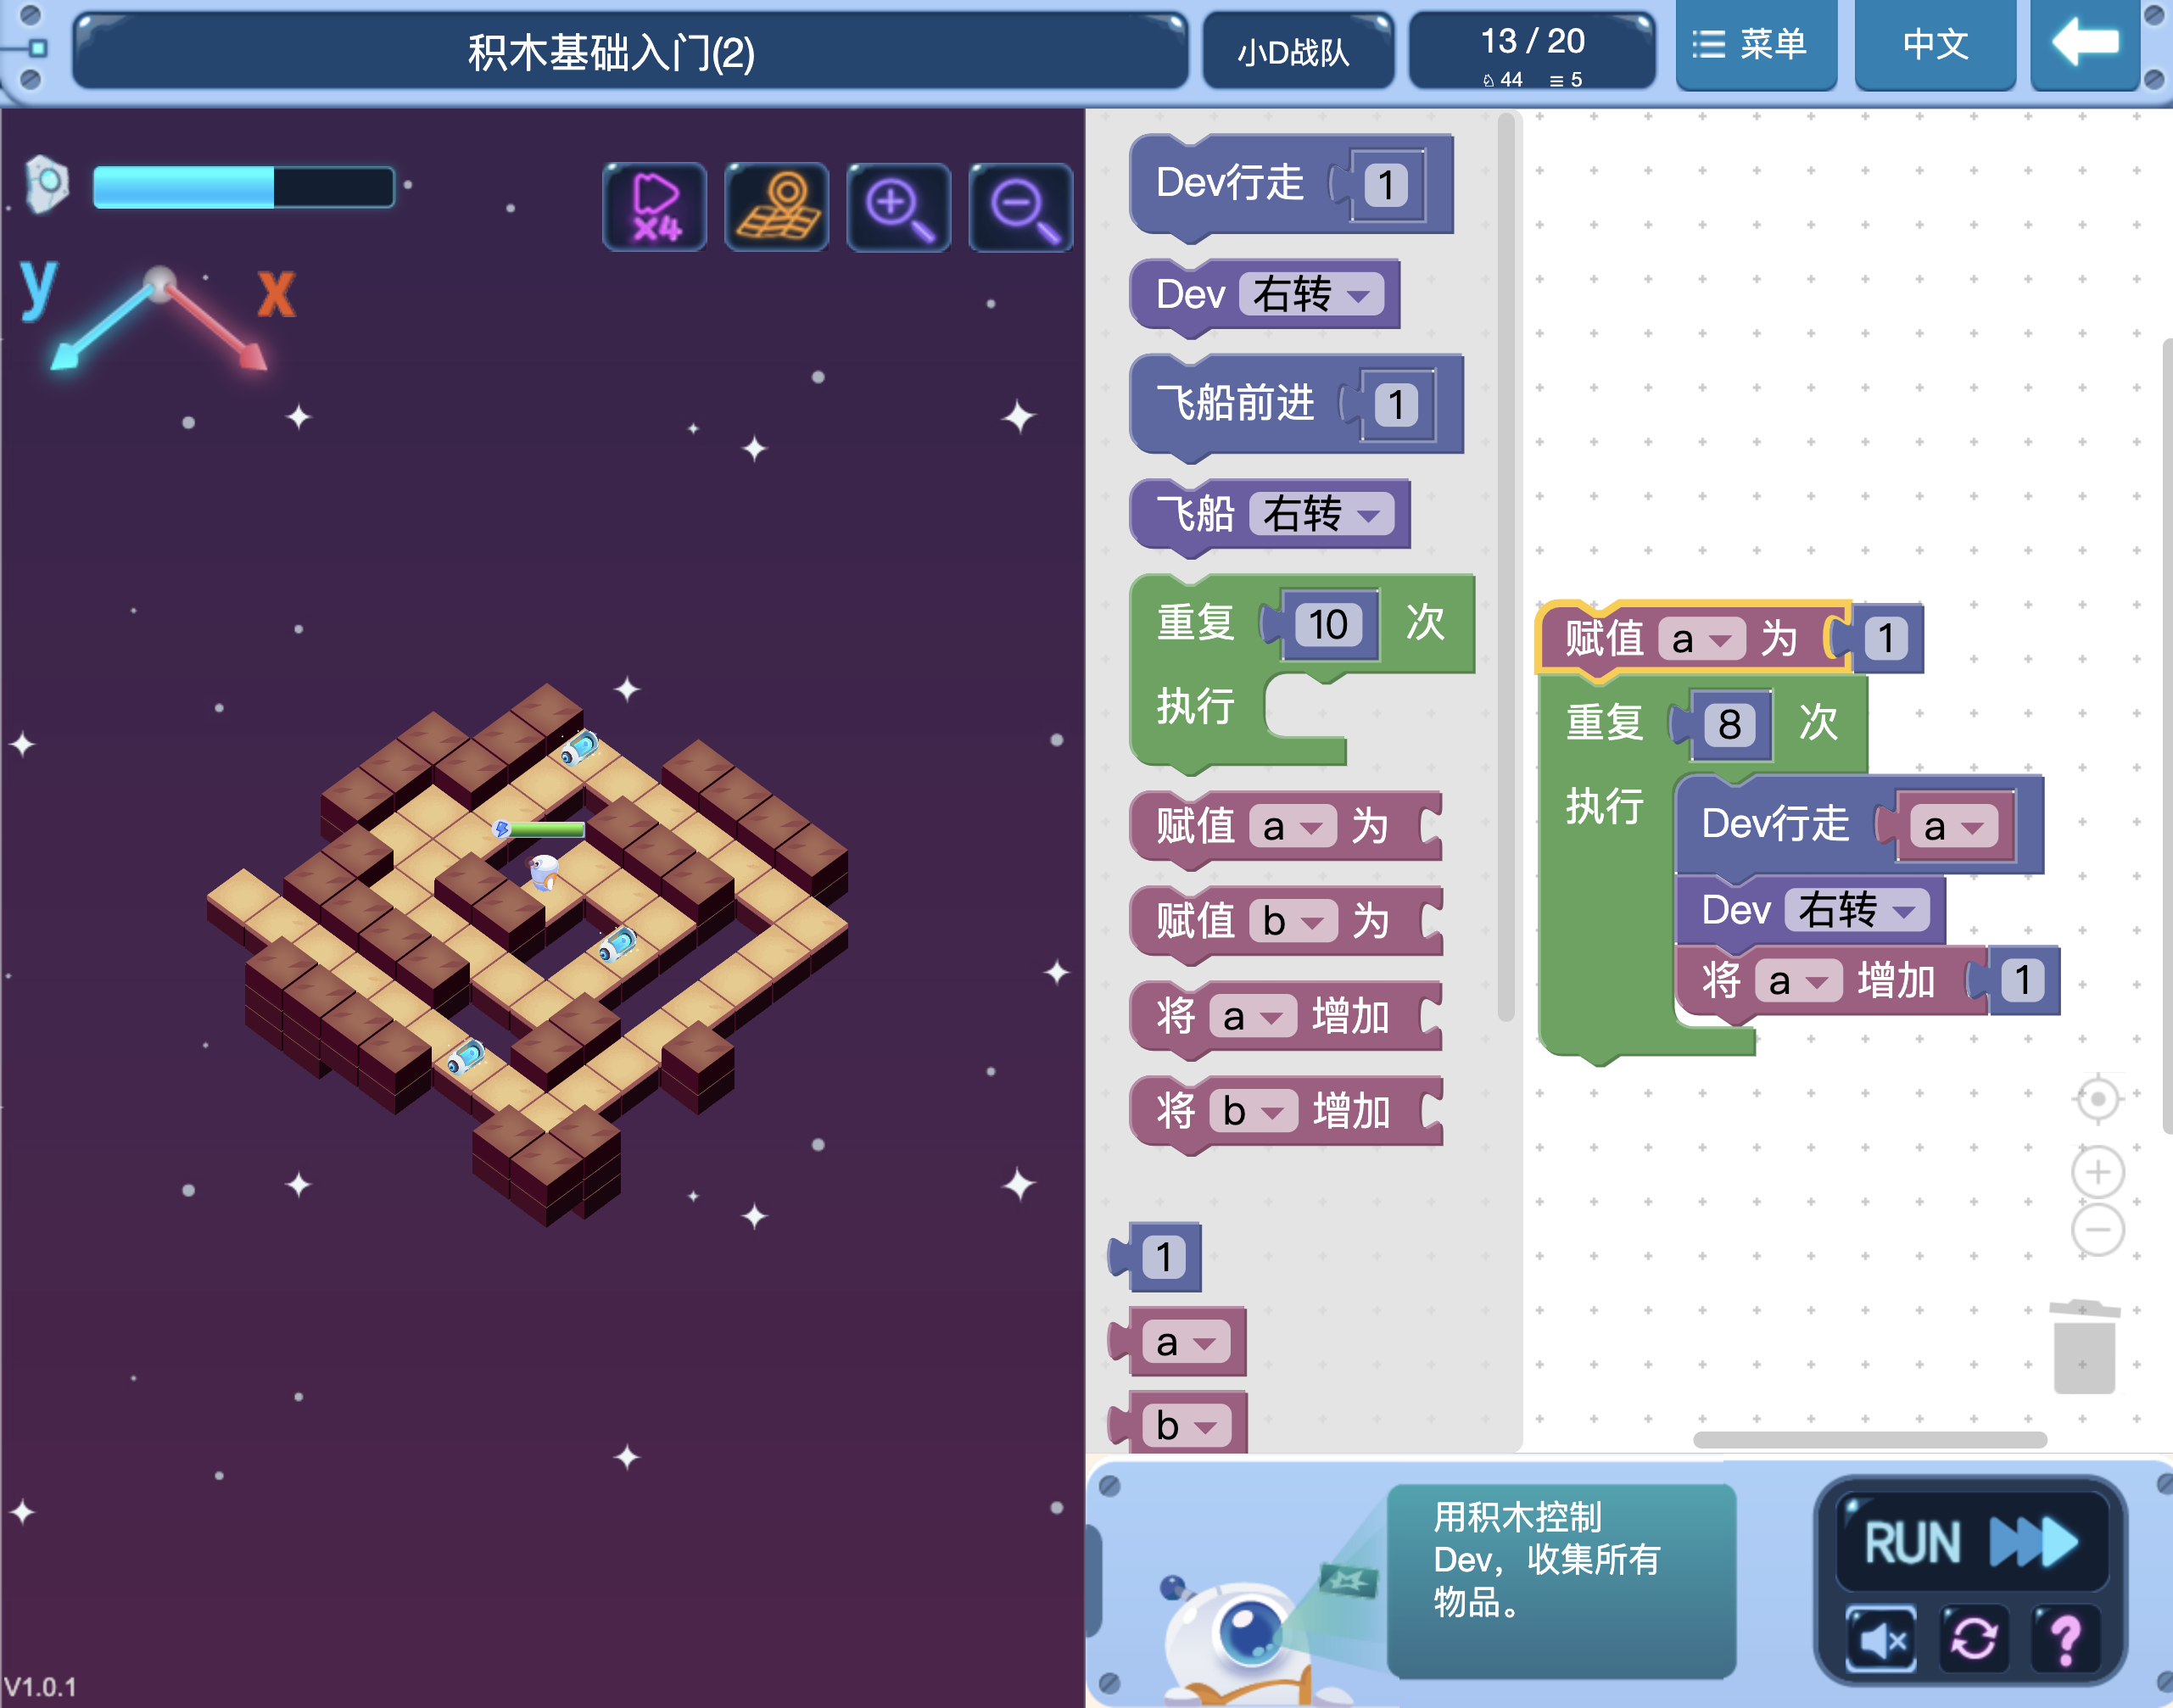 积木基础入门(2)
小D战队
13 / 20
44
5
菜单
中文
y
x
X4
Dev行走 1
Dev 右转
飞船前进 1
飞船 右转
重复 10 次
执行
赋值 a 为
赋值 b 为
将 a 增加
将 b 增加
1
a
b
赋值 a 为 1
重复 8 次
执行
Dev行走 a
Dev 右转
将 a 增加 1
用积木控制
Dev，收集所有
物品。
RUN
?
V1.0.1